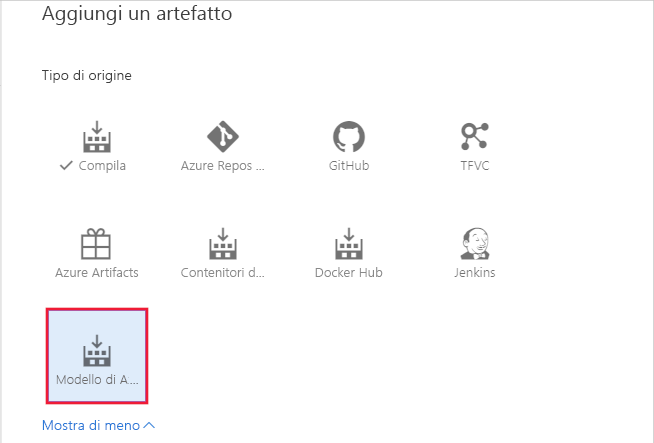 Aggiungi un artefatto
Tipo di origine
Compila
Azure Repos ...
GitHub
TFVC
Azure Artifacts
Contenitori d...
Docker Hub
Jenkins
Modello di A...
Mostra di meno